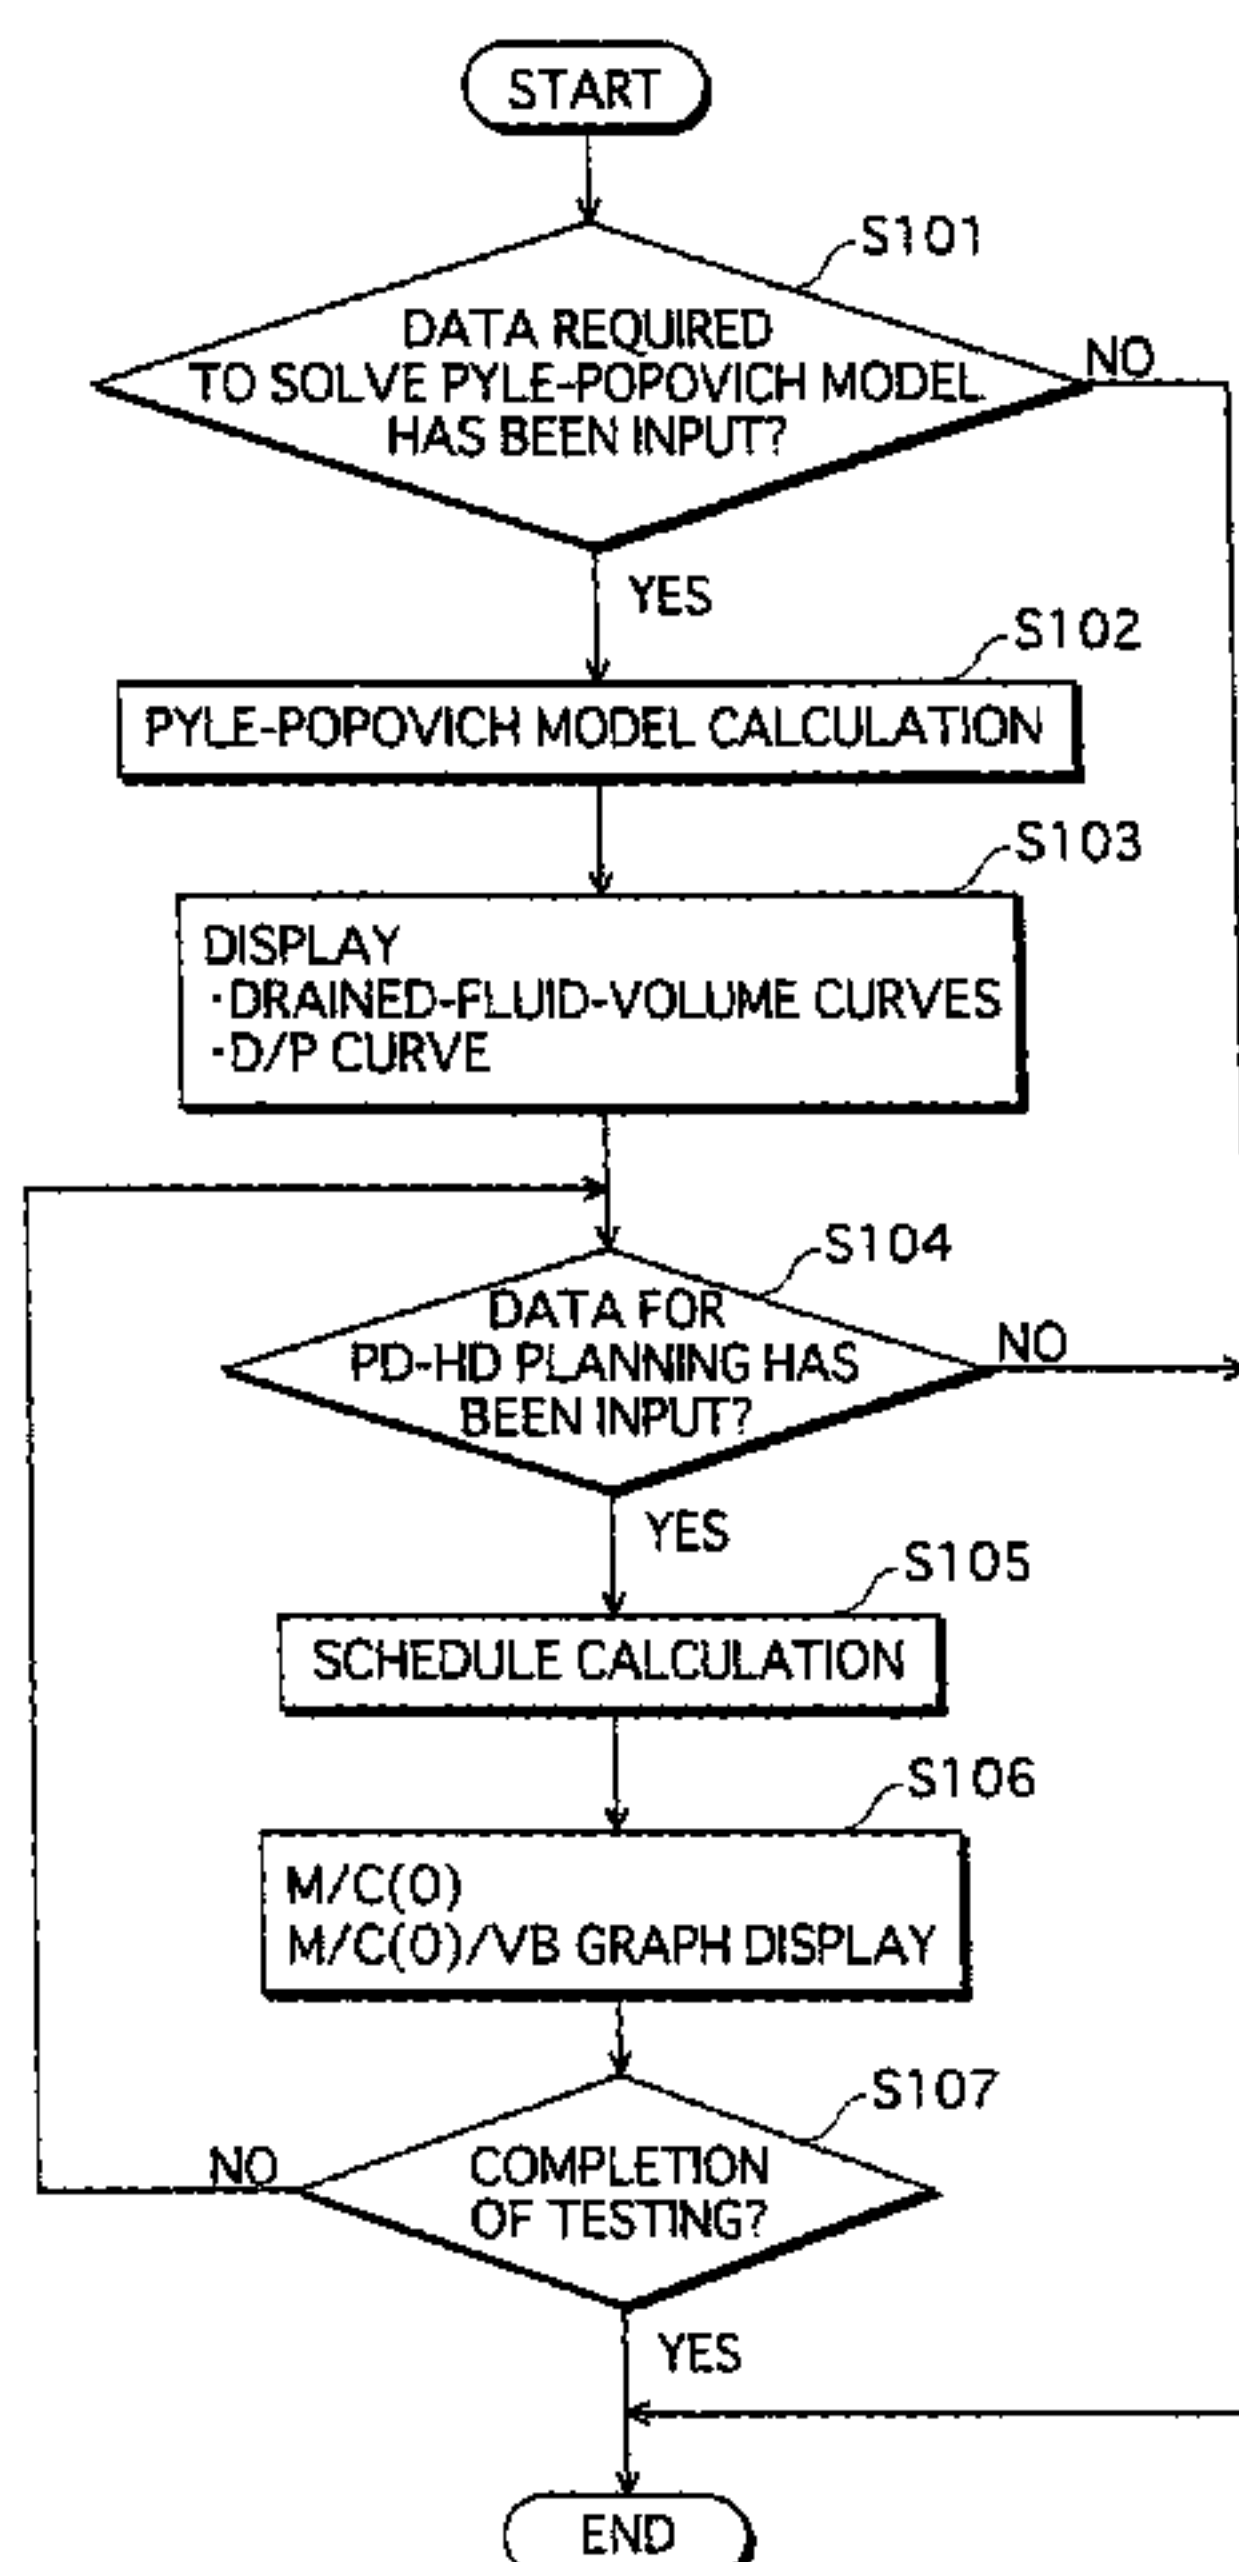 START
S101
DATA REQUIRED
TO SOLVE PYLE-POPOVICH MODEL
HAS BEEN INPUT?
NO
YES
S102
PYLE-POPOVICH MODEL CALCULATION
S103
DISPLAY
·DRAINED-FLUID-VOLUME CURVES
·D/P CURVE
S104
DATA FOR
PD-HD PLANNING HAS
BEEN INPUT?
NO
YES
S105
SCHEDULE CALCULATION
S106
M/C(0)
M/C(0)/VB GRAPH DISPLAY
S107
COMPLETION
OF TESTING?
NO
YES
END